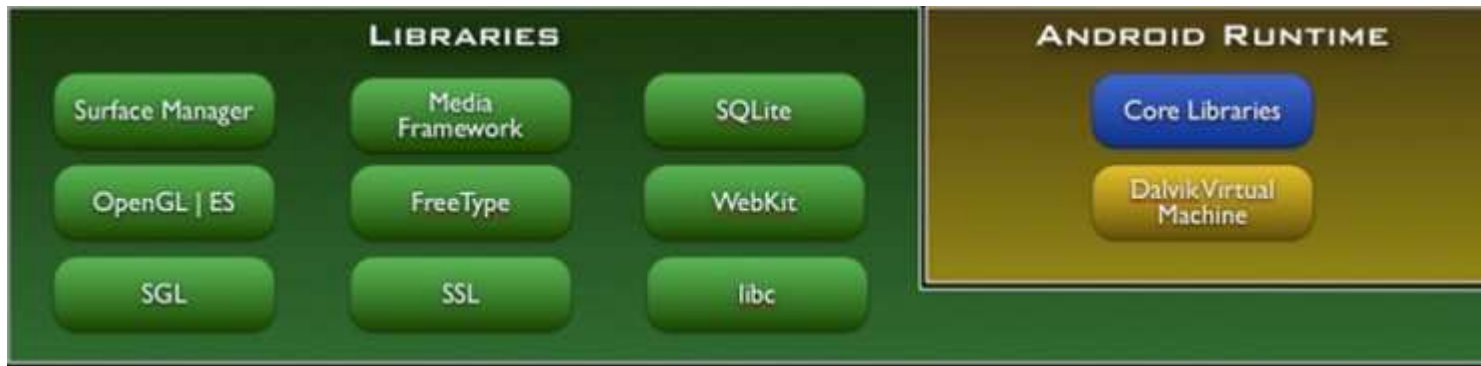 LIBRARIES
Surface Manager
Media
Framework
SQLite
OpenGL | ES
FreeType
WebKit
SGL
SSL
libc
ANDROID RUNTIME
Core Libraries
Dalvik Virtual
Machine